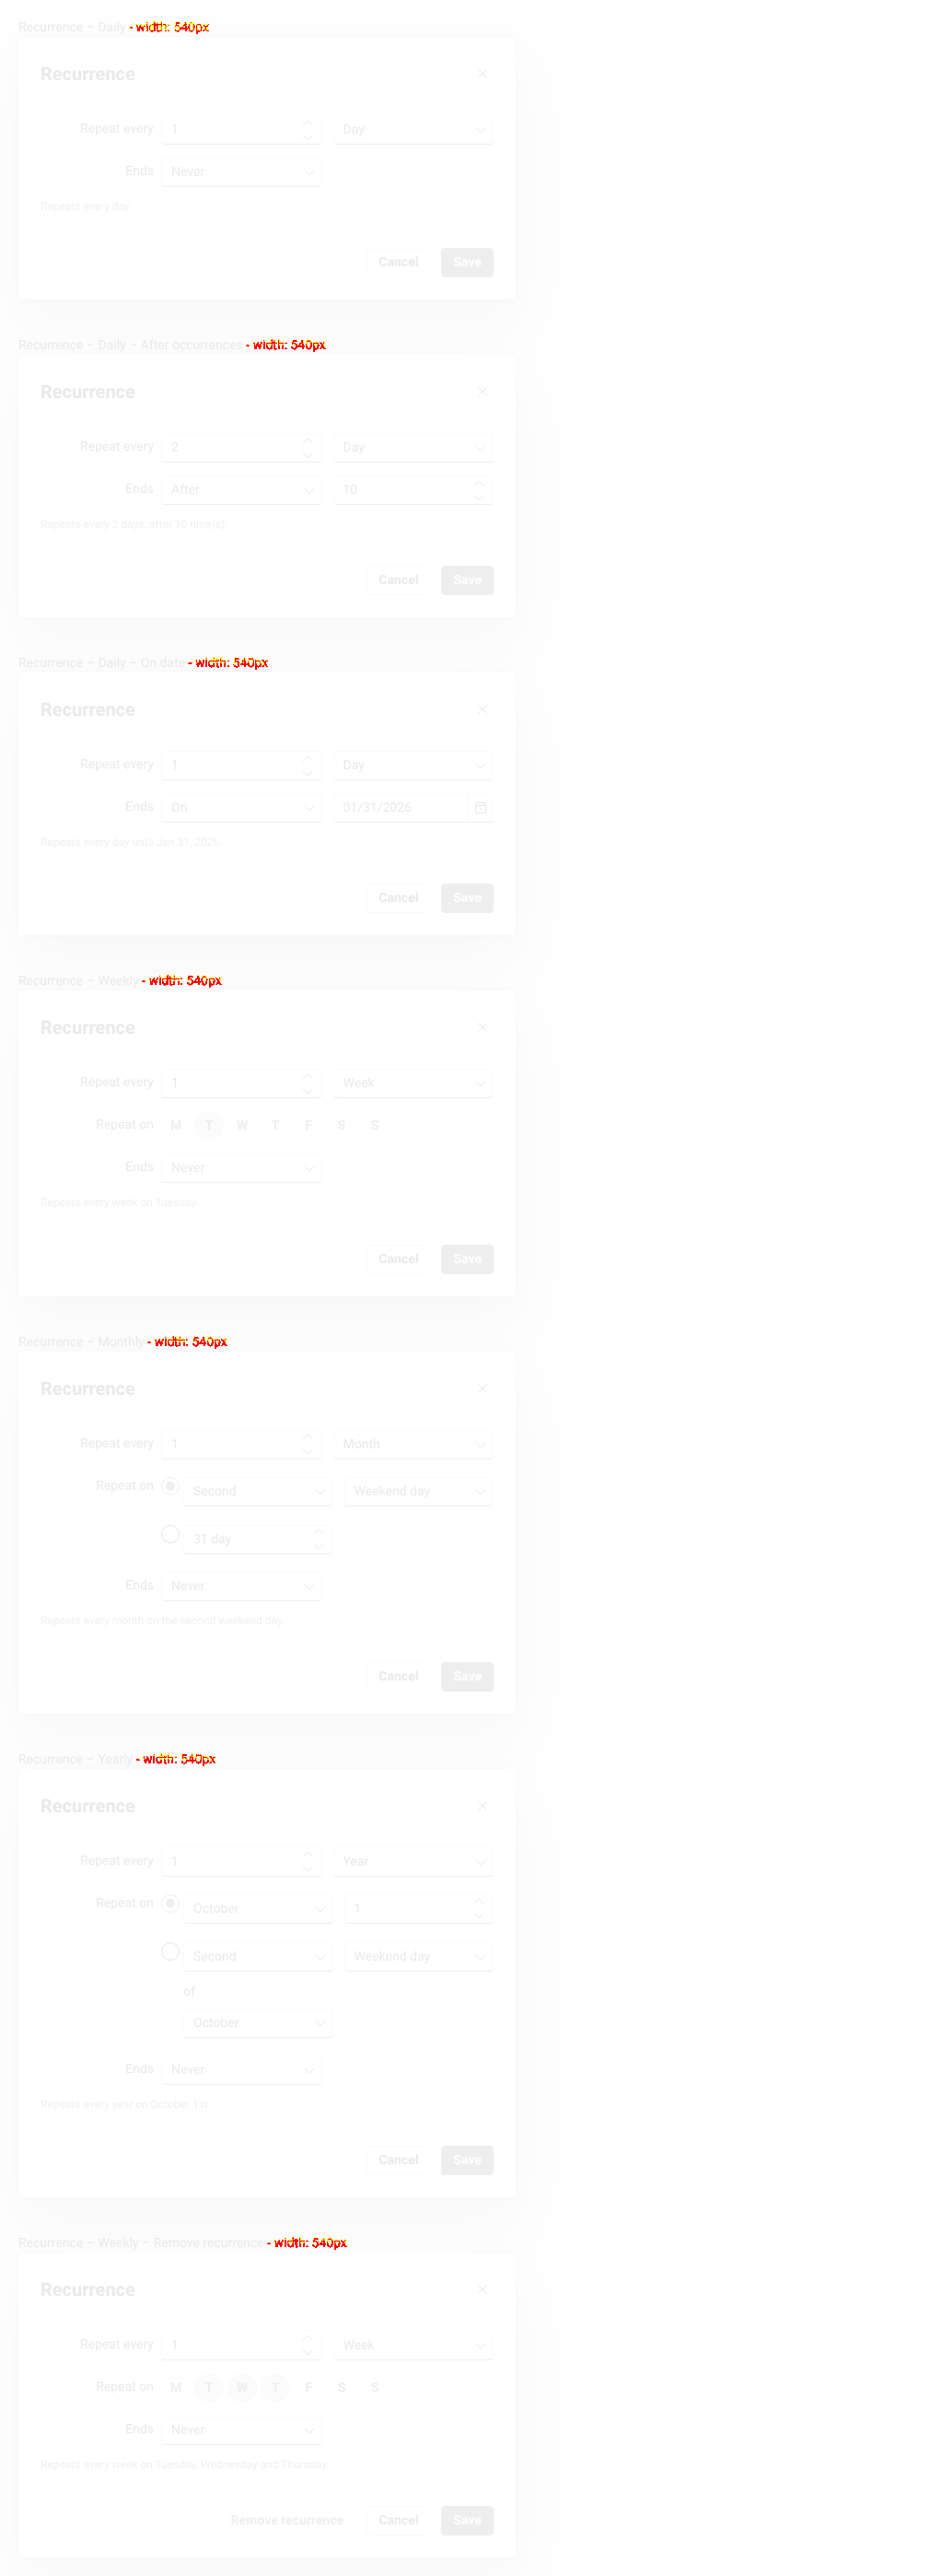 Recurrence – Daily - width: 540px
Recurrence
Repeat every 1 Day
Ends Never
Repeats every day
Cancel Save
Recurrence – Daily – After occurrences - width: 540px
Recurrence
Repeat every 2 Day
Ends After 10
Repeats every 2 days, after 10 time(s).
Cancel Save
Recurrence – Daily – On date - width: 540px
Recurrence
Repeat every 1 Day
Ends On 01/31/2026
Repeats every day until Jan 31, 2026.
Cancel Save
Recurrence – Weekly - width: 540px
Recurrence
Repeat every 1 Week
Repeat on M T W T F S S
Ends Never
Repeats every week on Tuesday.
Cancel Save
Recurrence – Monthly - width: 540px
Recurrence
Repeat every 1 Month
Repeat on Second Weekend day
31 day
Ends Never
Repeats every month on the second weekend day.
Cancel Save
Recurrence – Yearly - width: 540px
Recurrence
Repeat every 1 Year
Repeat on October 1
Second Weekend day
of
October
Ends Never
Repeats every year on October 1st.
Cancel Save
Recurrence – Weekly – Remove recurrence - width: 540px
Recurrence
Repeat every 1 Week
Repeat on M T W T F S S
Ends Never
Repeats every week on Tuesday, Wednesday and Thursday.
Remove recurrence Cancel Save